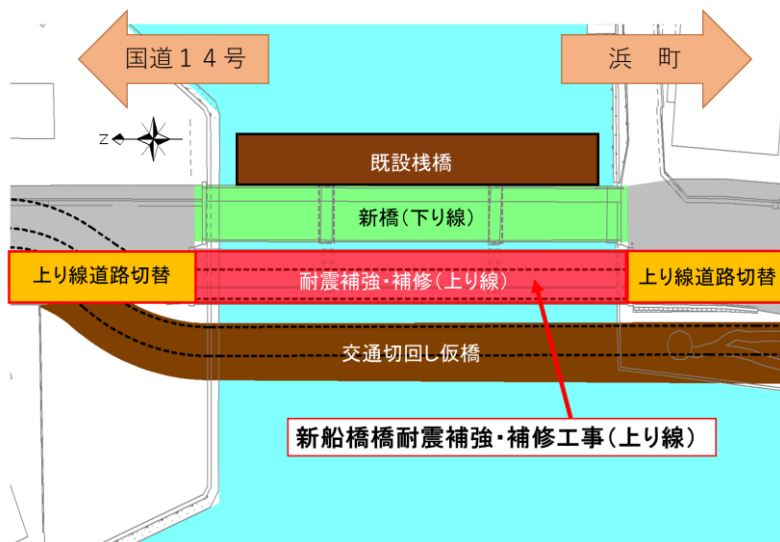 国道１４号
浜　町
Z
既設桟橋
新橋（下り線）
上り線道路切替
耐震補強・補修（上り線）
上り線道路切替
交通切回し仮橋
新船橋橋耐震補強・補修工事（上り線）